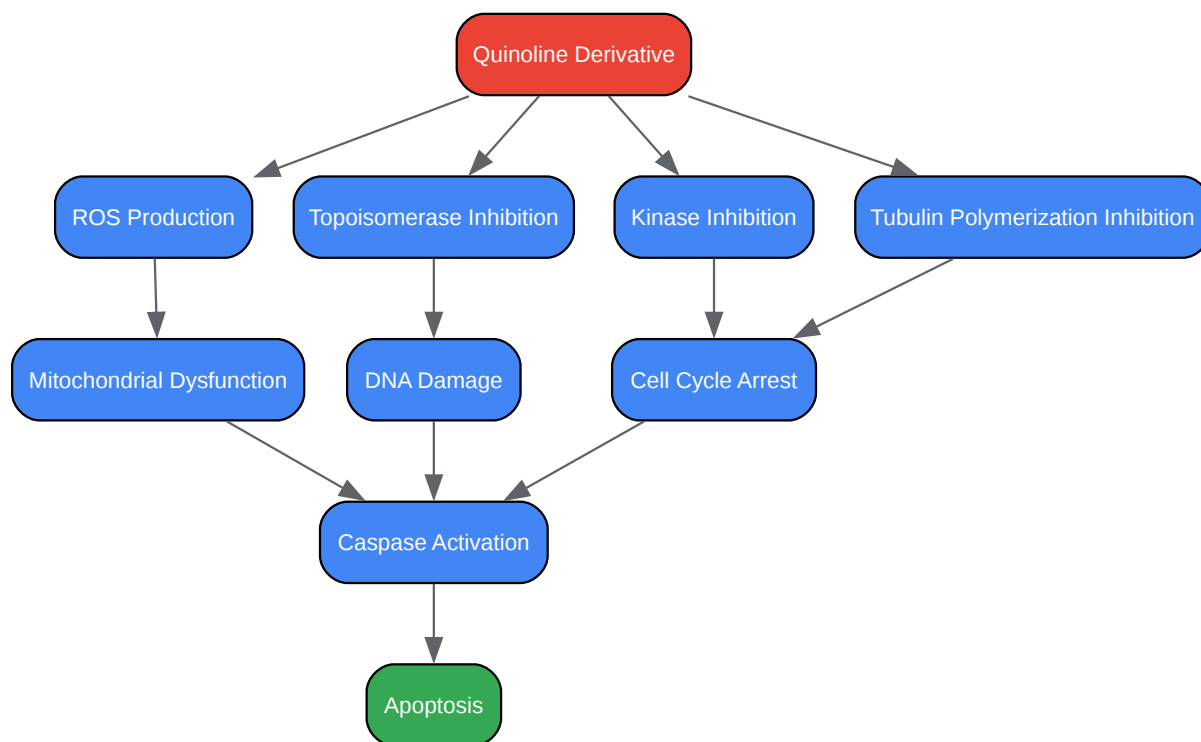 Quinoline Derivative
ROS Production
Topoisomerase Inhibition
Kinase Inhibition
Tubulin Polymerization Inhibition
Mitochondrial Dysfunction
DNA Damage
Cell Cycle Arrest
Caspase Activation
Apoptosis